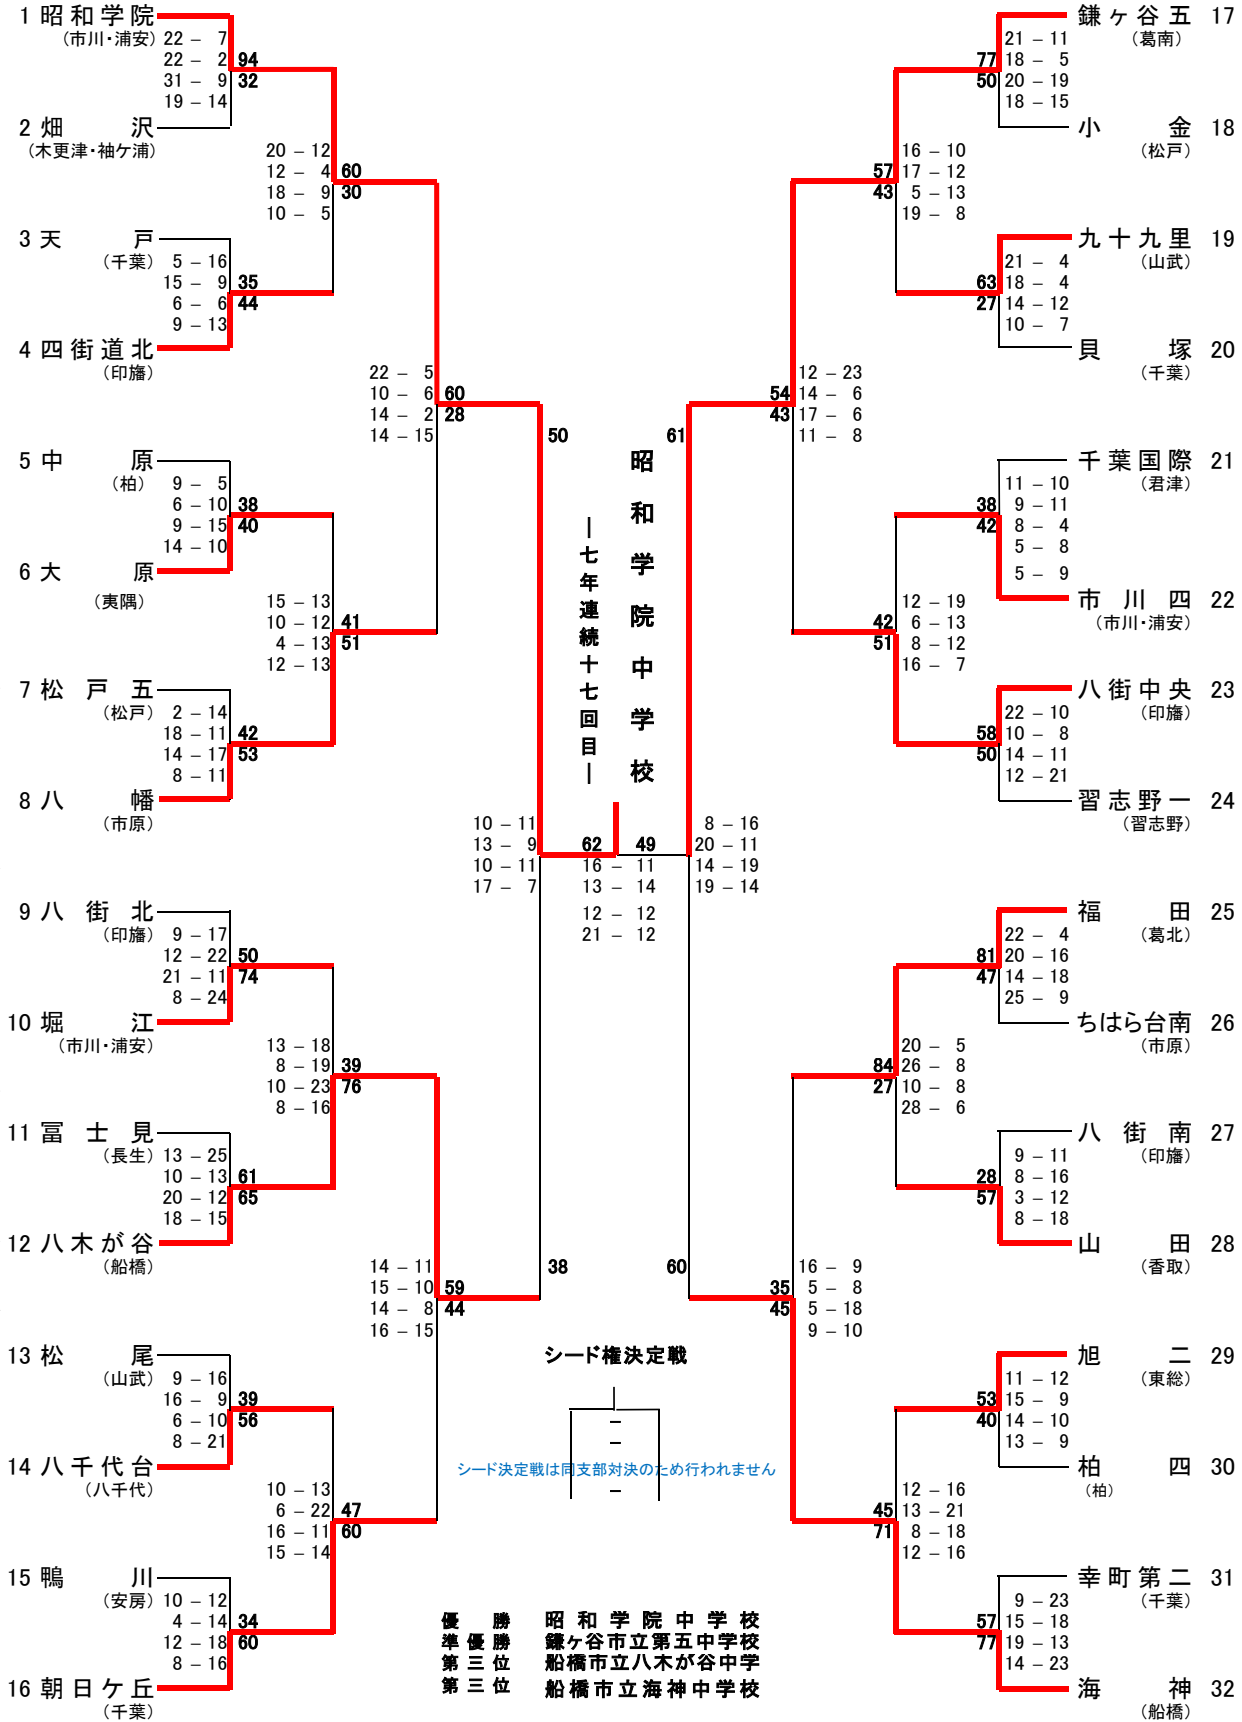 1 昭和学院
(市川・浦安)
22 – 7
22 – 2
31 – 9
19 – 14
94
32
2 畑 沢
(木更津・袖ケ浦)
20 – 12
12 – 4
18 – 9
10 – 5
60
30
3 天 戸
(千葉)
5 – 16
15 – 9
6 – 6
9 – 13
35
44
4 四街道北
(印旛)
22 – 5
10 – 6
14 – 2
14 – 15
60
28
5 中 原
(柏)
9 – 5
6 – 10
9 – 15
14 – 10
38
40
6 大 原
(夷隅)
15 – 13
10 – 12
4 – 13
12 – 13
41
51
7 松戸五
(松戸)
2 – 14
18 – 11
14 – 17
8 – 11
42
53
8 八 幡
(市原)
10 – 11
13 – 9
10 – 11
17 – 7
50
38
9 八街北
(印旛)
9 – 17
12 – 22
21 – 11
8 – 24
50
74
10 堀 江
(市川・浦安)
13 – 18
8 – 19
10 – 23
8 – 16
39
76
11 冨士見
(長生)
13 – 25
10 – 13
20 – 12
18 – 15
61
65
12 八木が谷
(船橋)
14 – 11
15 – 10
14 – 8
16 – 15
59
44
13 松 尾
(山武)
9 – 16
16 – 9
6 – 10
8 – 21
39
56
14 八千代台
(八千代)
10 – 13
6 – 22
16 – 11
15 – 14
47
60
15 鴨 川
(安房)
10 – 12
4 – 14
12 – 18
8 – 16
34
60
16 朝日ケ丘
(千葉)
昭和学院中学校
―七年連続十七回目―
62 49
16 – 11
13 – 14
12 – 12
21 – 12
シード権決定戦
–
–
シード決定戦は同支部対決のため行われません
–
優勝 昭和学院中学校
準優勝 鎌ヶ谷市立第五中学校
第三位 船橋市立八木が谷中学
第三位 船橋市立海神中学校
鎌ヶ谷五 17
(葛南)
21 – 11
18 – 5
20 – 19
18 – 15
77
50
小 金 18
(松戸)
16 – 10
17 – 12
5 – 13
19 – 8
57
43
九十九里 19
(山武)
21 – 4
18 – 4
14 – 12
10 – 7
63
27
貝 塚 20
(千葉)
12 – 23
14 – 6
17 – 6
11 – 8
54
43
千葉国際 21
(君津)
11 – 10
9 – 11
8 – 4
5 – 8
5 – 9
38
42
市川四 22
(市川・浦安)
12 – 19
6 – 13
8 – 12
16 – 7
42
51
八街中央 23
(印旛)
22 – 10
10 – 8
14 – 11
12 – 21
58
50
習志野一 24
(習志野)
8 – 16
20 – 11
14 – 19
19 – 14
61
60
福 田 25
(葛北)
22 – 4
20 – 16
14 – 18
25 – 9
81
47
ちはら台南 26
(市原)
20 – 5
26 – 8
10 – 8
28 – 6
84
27
八街南 27
(印旛)
9 – 11
8 – 16
3 – 12
8 – 18
28
57
山 田 28
(香取)
16 – 9
5 – 8
5 – 18
9 – 10
35
45
旭 二 29
(東総)
11 – 12
15 – 9
14 – 10
13 – 9
53
40
柏 四 30
(柏)
12 – 16
13 – 21
8 – 18
12 – 16
45
71
幸町第二 31
(千葉)
9 – 23
15 – 18
19 – 13
14 – 23
57
77
海 神 32
(船橋)